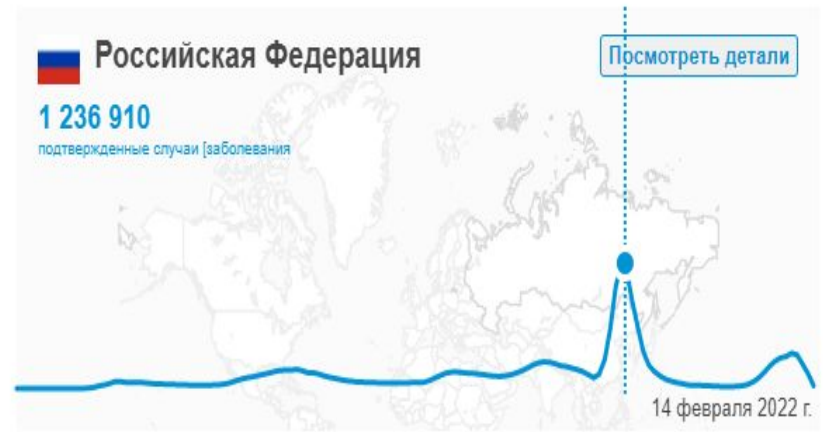 Российская Федерация
Посмотреть детали
1 236 910
подтвержденные случаи [заболевания
14 февраля 2022 г.